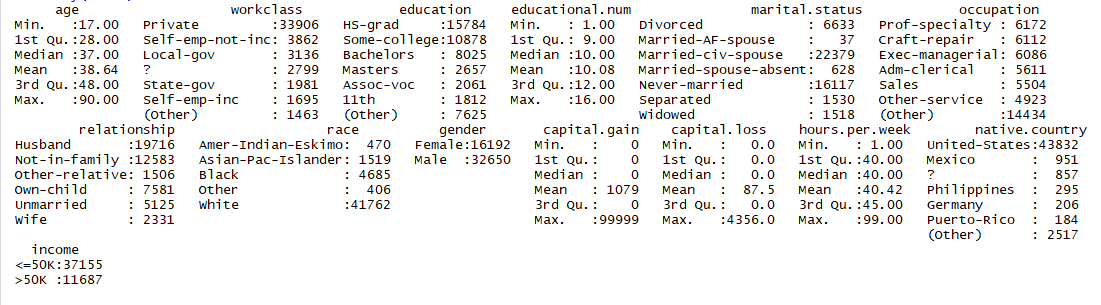 age              workclass             education      educational.num            marital.status            occupation
Min.   :17.00   Private         :33906   HS-grad     :15784   Min.   : 1.00   Divorced             : 6633   Prof-specialty : 6172
1st Qu.:28.00   Self-emp-not-inc: 3862   Some-college:10878   1st Qu.: 9.00   Married-AF-spouse    :   37   Craft-repair   : 6112
Median :37.00   Local-gov       : 3136   Bachelors   : 8025   Median :10.00   Married-civ-spouse   :22379   Exec-managerial: 6086
Mean   :38.64   ?               : 2799   Masters     : 2657   Mean   :10.08   Married-spouse-absent:  628   Adm-clerical   : 5611
3rd Qu.:48.00   State-gov       : 1981   Assoc-voc   : 2061   3rd Qu.:12.00   Never-married        :16117   Sales          : 5504
Max.   :90.00   Self-emp-inc    : 1695   11th        : 1812   Max.   :16.00   Separated            : 1530   Other-service  : 4923
                (Other)         : 1463   (Other)     : 7625                   Widowed              : 1518   (Other)        :14434
        relationship                   race          gender       capital.gain    capital.loss    hours.per.week        native.country
Husband       :19716   Amer-Indian-Eskimo:  470   Female:16192   Min.   :    0   Min.   :   0.0   Min.   : 1.00   United-States:43832
Not-in-family :12583   Asian-Pac-Islander: 1519   Male  :32650   1st Qu.:    0   1st Qu.:   0.0   1st Qu.:40.00   Mexico       :  951
Other-relative: 1506   Black             : 4685                  Median :    0   Median :   0.0   Median :40.00   ?            :  857
Own-child     : 7581   Other             :  406                  Mean   : 1079   Mean   :  87.5   Mean   :40.42   Philippines  :  295
Unmarried     : 5125   White             :41762                  3rd Qu.:    0   3rd Qu.:   0.0   3rd Qu.:45.00   Germany      :  206
Wife          : 2331                                             Max.   :99999   Max.   :4356.0   Max.   :99.00   Puerto-Rico  :  184
                                                                                                                  (Other)      : 2517
  income
<=50K:37155
>50K :11687